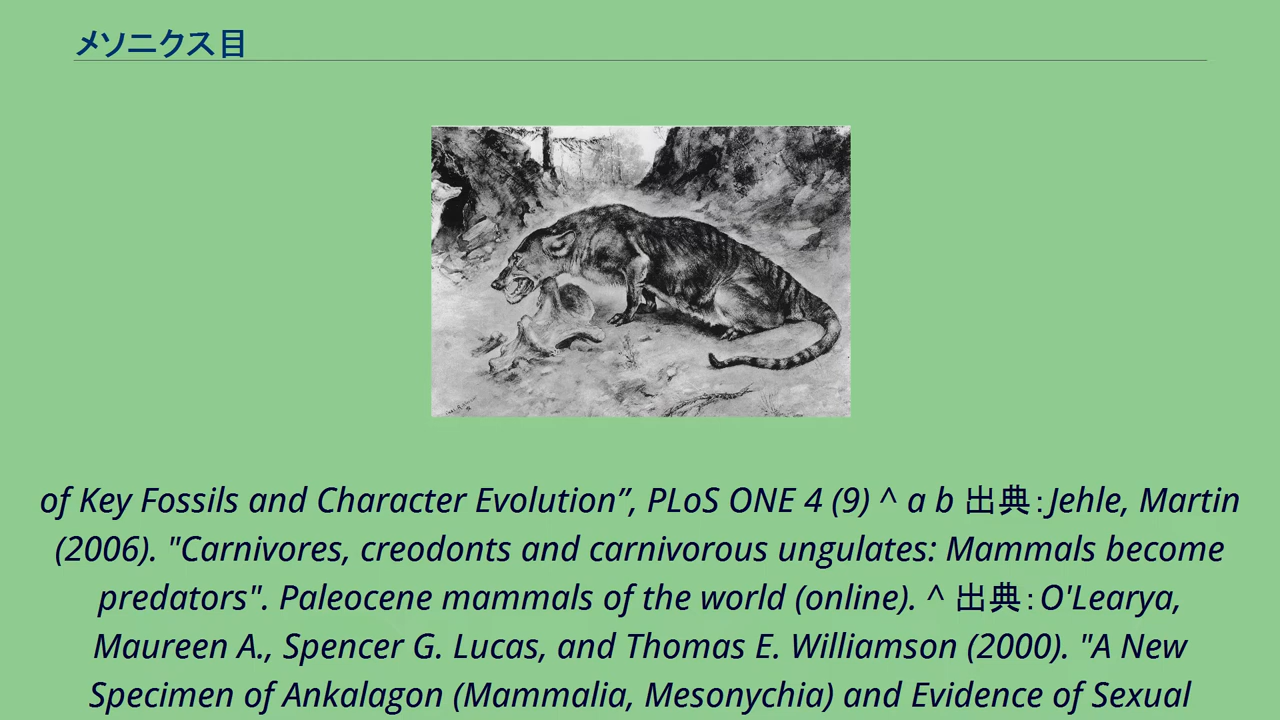 メソニクス目
of Key Fossils and Character Evolution”, PLoS ONE 4 (9) ^ a b 出典：Jehle, Martin
(2006). "Carnivores, creodonts and carnivorous ungulates: Mammals become
predators". Paleocene mammals of the world (online). ^ 出典：O'Learya,
Maureen A., Spencer G. Lucas, and Thomas E. Williamson (2000). "A New
Specimen of Ankalagon (Mammalia, Mesonychia) and Evidence of Sexual